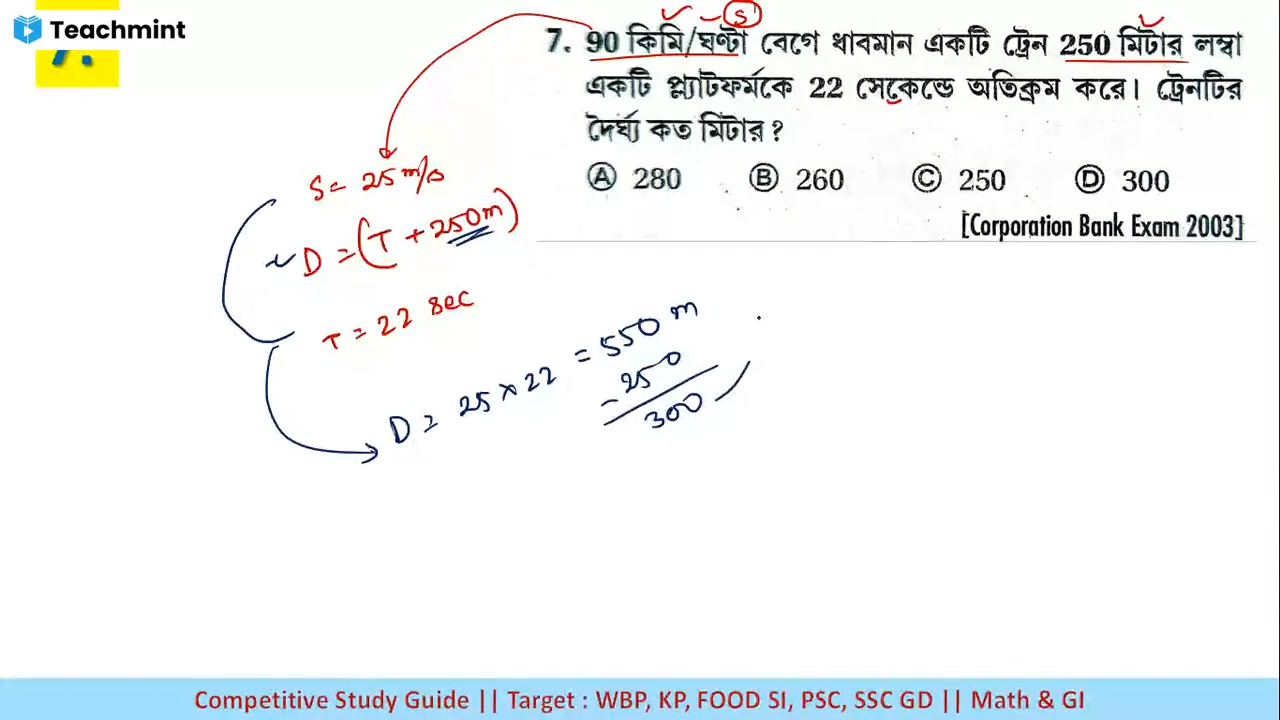 Teachmint
7.
S
7. 90 কিমি/ঘণ্টা বেগে ধাবমান একটি ট্রেন 250 মিটার লম্বা
একটি প্ল্যাটফর্মকে 22 সেকেন্ডে অতিক্রম করে। ট্রেনটির
দৈর্ঘ্য কত মিটার ?
Ⓐ 280 Ⓑ 260 Ⓒ 250 Ⓓ 300
[Corporation Bank Exam 2003]
S = 25 m/s
D = (T + 250m)
T = 22 sec
D = 25 × 22 = 550 m
- 250
300
Competitive Study Guide || Target : WBP, KP, FOOD SI, PSC, SSC GD || Math & GI